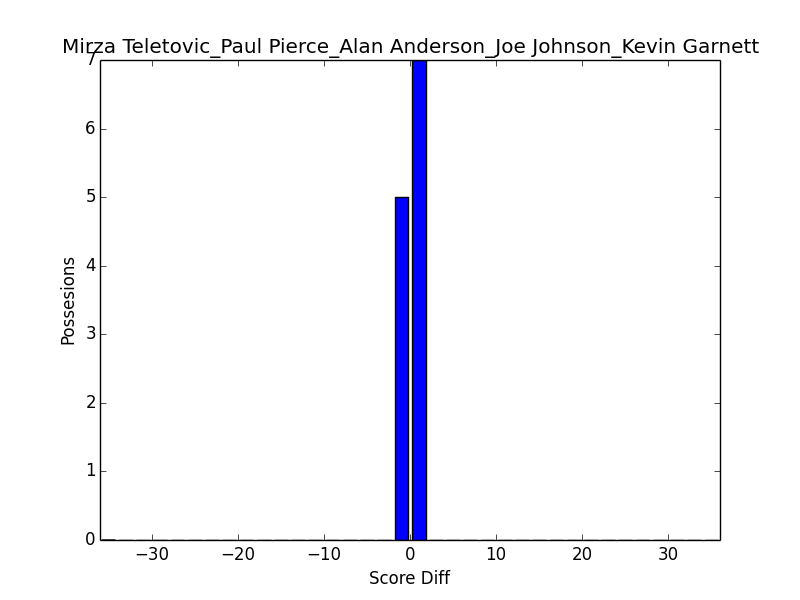 Mirza Teletovic_Paul Pierce_Alan Anderson_Joe Johnson_Kevin Garnett
7
6
5
4
3
2
1
0
Possesions
−30 −20 −10 0 10 20 30
Score Diff